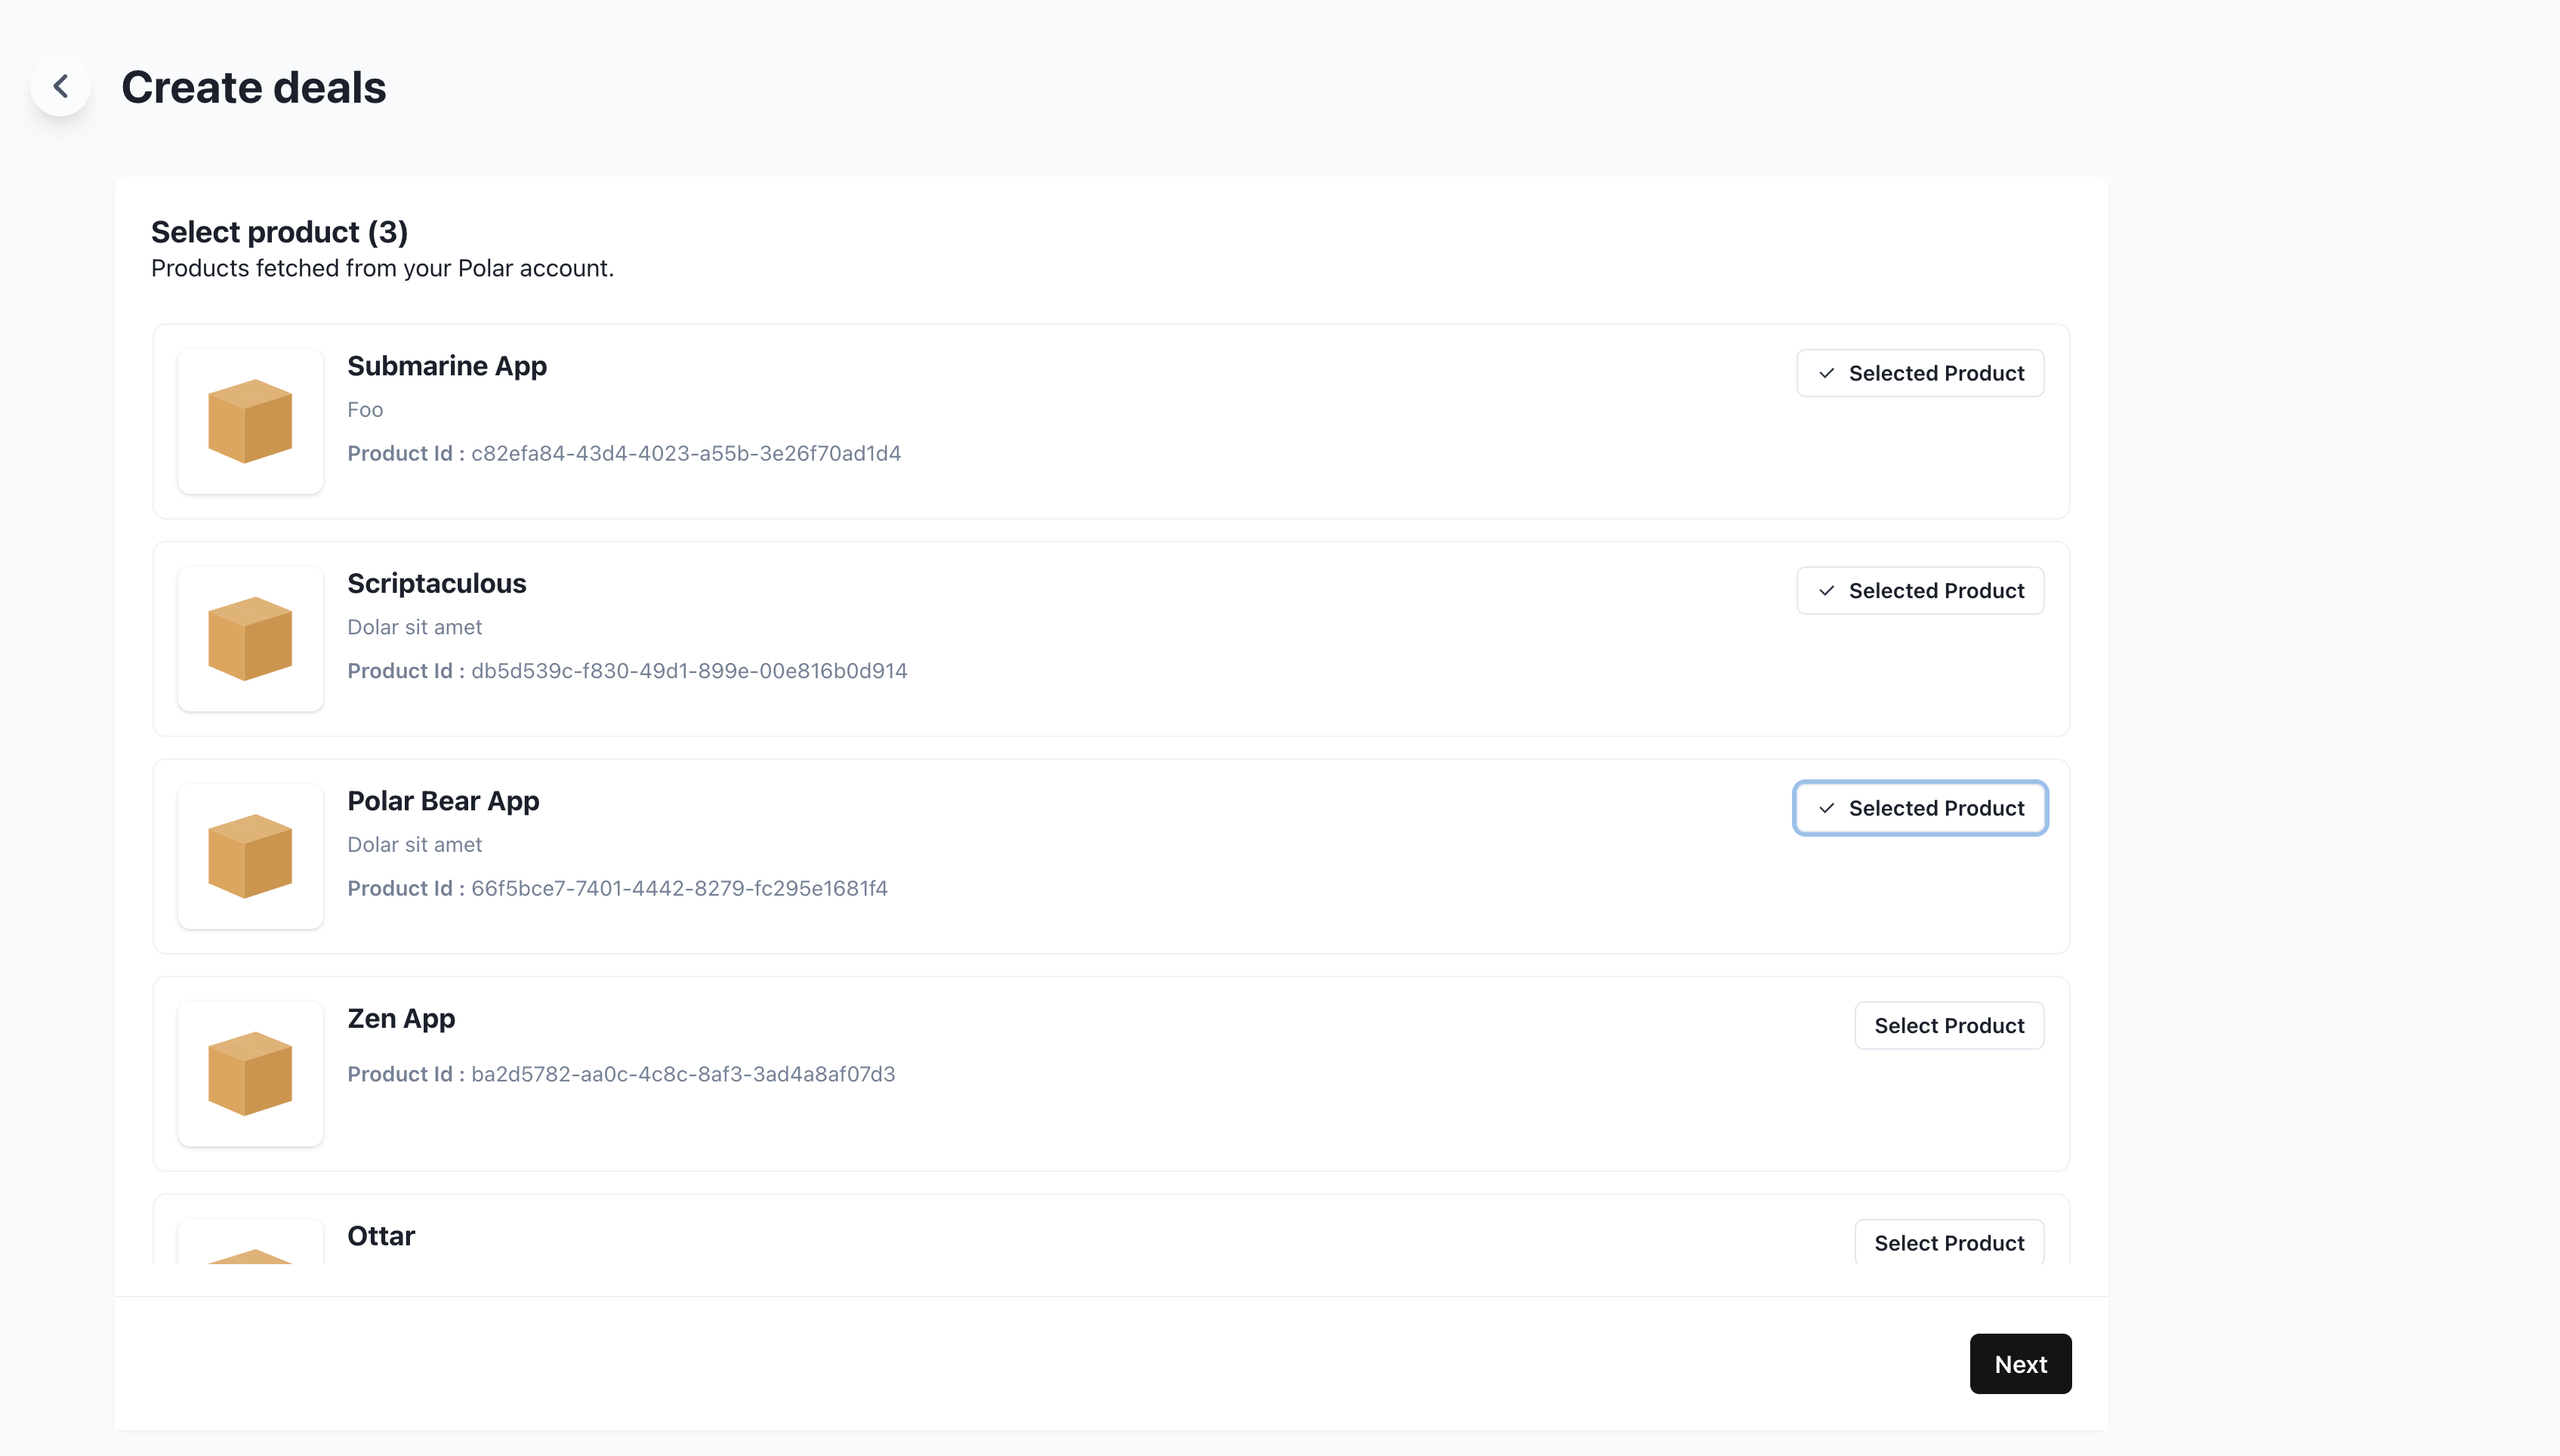 Create deals
Select product (3)
Products fetched from your Polar account.
Submarine App
Selected Product
Foo
Product Id : c82efa84-43d4-4023-a55b-3e26f70ad1d4
Scriptaculous
Selected Product
Dolar sit amet
Product Id : db5d539c-f830-49d1-899e-00e816b0d914
Polar Bear App
Selected Product
Dolar sit amet
Product Id : 66f5bce7-7401-4442-8279-fc295e1681f4
Zen App
Select Product
Product Id : ba2d5782-aa0c-4c8c-8af3-3ad4a8af07d3
Ottar
Select Product
Next